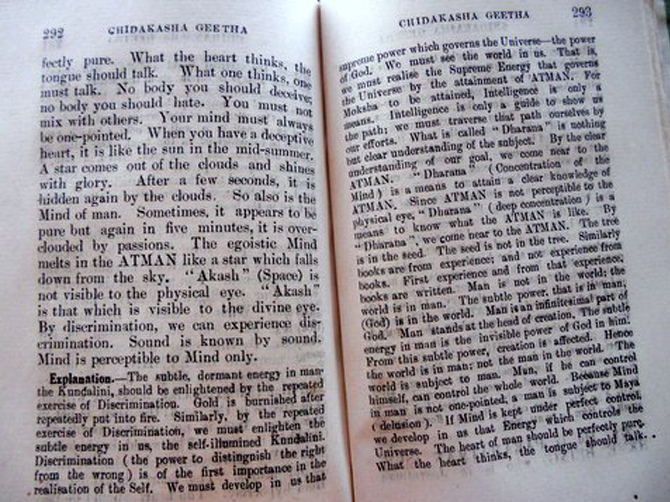 292 CHIDAKASHA GEETHA
fectly pure. What the heart thinks, the
tongue should talk. What one thinks, one
must talk. No body you should deceive;
no body you should hate. You must not
mix with others. Your mind must always
be one-pointed. When you have a deceptive
heart, it is like the sun in the mid-summer.
A star comes out of the clouds and shines
with glory. After a few seconds, it is
hidden again by the clouds. So also is the
Mind of man. Sometimes, it appears to be
pure but again in five minutes, it is over-
clouded by passions. The egoistic Mind
melts in the ATMAN like a star which falls
down from the sky. "Akash" (Space) is
not visible to the physical eye. "Akash"
is that which is visible to the divine eye.
By discrimination, we can experience dis-
crimination. Sound is known by sound.
Mind is perceptible to Mind only.
Explanation.—The subtle, dormant energy in man-
the Kundalini, should be enlightened by the repeated
exercise of Discrimination. Gold is burnished after
repeatedly put into fire. Similarly, by the repeated
exercise of Discrimination, we must enlighten the
subtle energy in us, the self-illumined Kundalini.
Discrimination (the power to distingnish the right
from the wrong) is of the first importance in the
realisation of the Self. We must develop in us that
CHIDAKASHA GEETHA 293
supreme power which governs the Universe—the power
of God. We must see the world in us. That is,
we must realise the Supreme Energy that governs
the Universe by the attainment of ATMAN. For
Moksha to be attained, Intelligence is only a
means. Intelligence is only a guide to show us
the path; we must traverse that path ourselves by
our efforts. What is called "Dharana" is nothing
but clear understanding of the subject. By the clear
understanding of our goal, we come near to the
ATMAN. "Dharana" (Concentration of the
Mind) is a means to attain a clear knowledge of
ATMAN. Since ATMAN is not perceptible to the
physical eye, "Dharana" (deep concentration) is a
means to know what the ATMAN is like. By
"Dharana", we come near to the ATMAN. The tree
is in the seed. The seed is not in the tree. Similarly
books are from experience; and not experience from
books. First experience and from that experience,
books are written. Man is not in the world; the
world is in man. The subtle power, that is in man,
(God) is in the world. Man is an infinitesimal part of
God. Man stands at the head of creation. The subtle
energy in man is the invisible power of God in him.
From this subtle power, creation is affected. Hence
the world is in man; not the man in the world. The
world is subject to man. Man, if he can control
himself, can control the whole world. Because Mind
in man is not one-pointed, a man is subject to Maya
(delusion). If Mind is kept under perfect control,
we develop in us that Energy which controls the
Universe. The heart of man should be perfectly pure.
What the heart thinks, the tongue should talk.